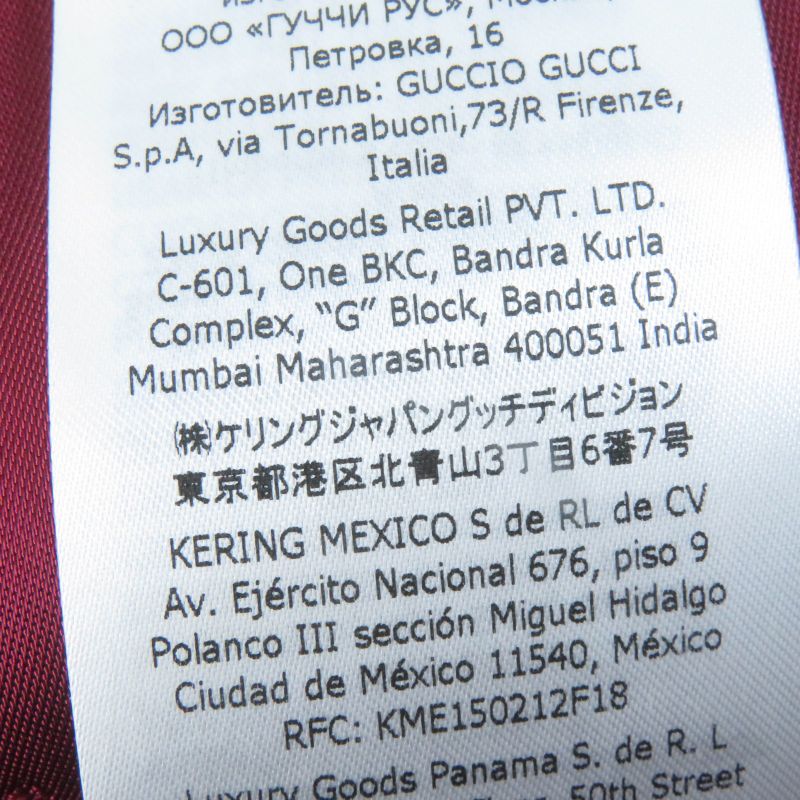 ООО «ГУЧЧИ РУС»,
Петровка, 16
Изготовитель: GUCCIO GUCCI
S.p.A, via Tornabuoni,73/R Firenze,
Italia
Luxury Goods Retail PVT. LTD.
C-601, One BKC, Bandra Kurla
Complex, “G” Block, Bandra (E)
Mumbai Maharashtra 400051 India
㈱ケリングジャパングッチディビジョン
東京都港区北青山3丁目6番7号
KERING MEXICO S de RL de CV
Av. Ejército Nacional 676, piso 9
Polanco III sección Miguel Hidalgo
Ciudad de México 11540, México
RFC: KME150212F18
Luxury Goods Panama S. de R. L
50th Street